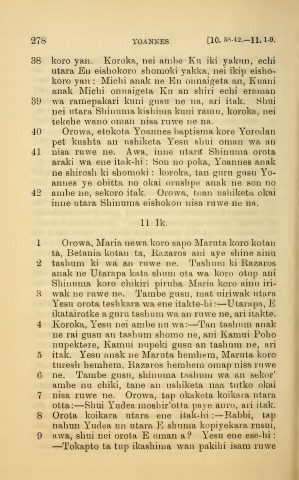 278 YOANNES [10. 38-42.—11. 1-9.
38 koro yan. Koroka, nei ambe Ku iki yakun, echi
utara En eishokoro shomoki yakka, nei ikip eisho-
koro yan: Michi anak ne En onnaigeta an, Kuani
anak Michi onnaigeta Ku an shiri echi eraman
39 wa ramepakari kuni gusu ne na, ari itak. Shui
nei utara Shinuma kishima kuni ramu, koroka, nei
tekehe wano oman nisa ruwe ne na.
40 Orowa, etokota Yoannes baptisma kore Yorodan
pet kushta an ushiketa Yesu shui oman wa an
41 nisa ruwe ne. Awa, inne utara Shinuma orota
araki wa ene itak-hi: Son no poka, Yoannes anak
ne shirosh ki shomoki: koroka, tan guru gusu Yo-
annes ye obitta no okai orushpe anak ne son no
42 ambe ne, sekoro itak. Orowa, toan ushiketa okai
inne utara Shinuma eishokon nisa ruwe ne na.
11 Ik.
1 Orowa, Maria newa koro sapo Maruta koro kotan
ta, Betania kotan ta, Razaros ani aye shine ainu
2 tashum ki wa an ruwe ne. Tashum ki Razaros
anak ne Utarapa kata shum ota wa koro otop ani
Shinuma koro chikiri piruba Maria koro ainu iri-
3 wak ne ruwe ne. Tambe gusu, mat uiriwak utara
Yesu orota teshkara wa ene itakte-hi:—Utarapa, E
ikatairotke a guru tashum wa an ruwe ne, ari itakte.
4 Koroka, Yesu nei ambe nu wa:—Tan tashum anak
ne rai gusu an tashum shomo ne, ani Kamui Poho
nupektere, Kamui nupeki gusu an tashum ne, ari
5 itak. Yesu anak ne Maruta hemhem, Maruta koro
turesh hemhem, Razaros hemhem omap nisa ruwe
6 ne. Tambe gusu, shinuma tashum wa an sekor'
ambe nu chiki, tane an ushiketa naa tutko okai
7 nisa ruwe ne. Orowa, tap okaketa koikara utara
otta:—Shui Yudea moshir'otta paye anro, ari itak.
8 Orota koikara utara ene itak-hi:—Rabbi, tap
nahun Yudea un utara E shuma kopiyekara rusui,
9 awa, shui nei orota E oman a? Yesu ene ese-hi:
—Tokapto ta tup ikashima wan pakihi isam ruwe